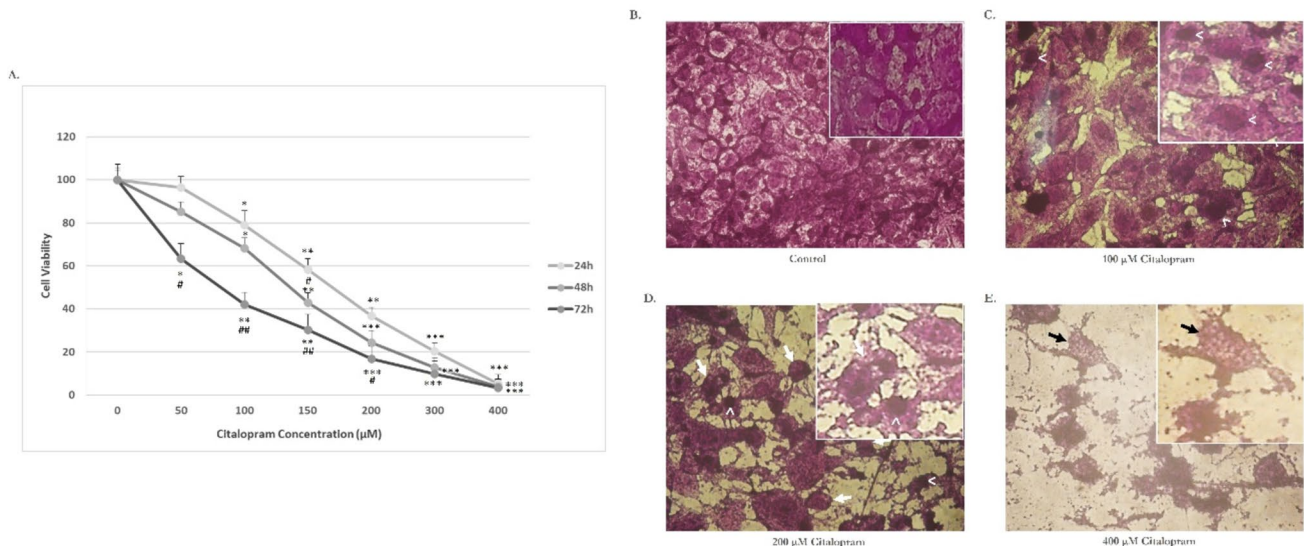 A.
120
100
80
60
40
20
0
Cell Viability
0 50 100 150 200 300 400
Citalopram Concentration (µM)
24h
48h
72h
*
*
*
#
**
##
**
#
**
**
##
**
***
***
#
***
***
***
***
***
***
B.
Control
C.
100 µM Citalopram
D.
200 µM Citalopram
E.
400 µM Citalopram